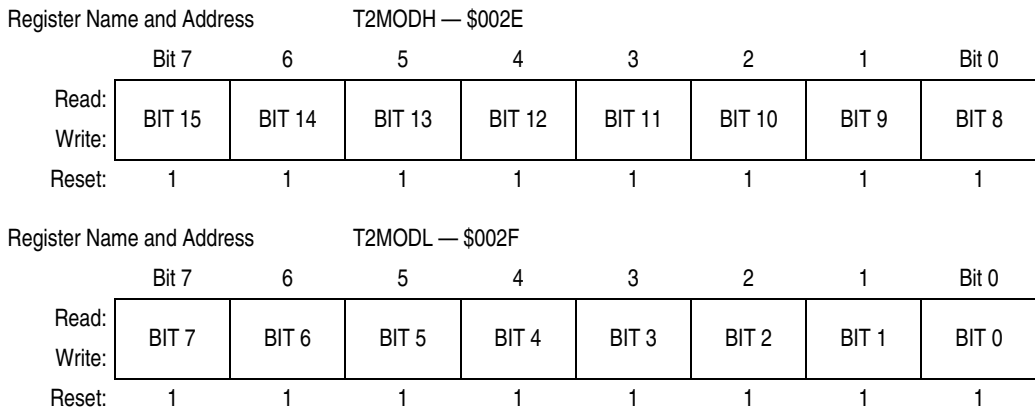 Register Name and Address T2MODH — $002E
Bit 7 6 5 4 3 2 1 Bit 0
Read:
BIT 15 BIT 14 BIT 13 BIT 12 BIT 11 BIT 10 BIT 9 BIT 8
Write:
Reset: 1 1 1 1 1 1 1 1
Register Name and Address T2MODL — $002F
Bit 7 6 5 4 3 2 1 Bit 0
Read:
BIT 7 BIT 6 BIT 5 BIT 4 BIT 3 BIT 2 BIT 1 BIT 0
Write:
Reset: 1 1 1 1 1 1 1 1